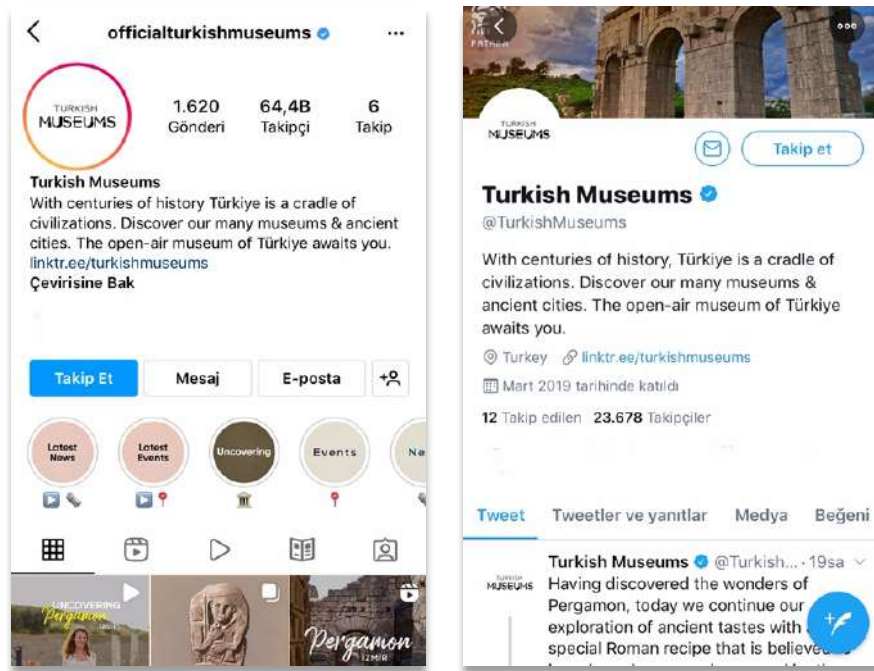 officialturkishmuseums
TURKISH
MUSEUMS
1.620 64,4B 6
Gönderi Takipçi Takip
Turkish Museums
With centuries of history Türkiye is a cradle of
civilizations. Discover our many museums & ancient
cities. The open-air museum of Türkiye awaits you.
linktr.ee/turkishmuseums
Çevirisine Bak
Takip Et Mesaj E-posta
Latest
News
Latest
Events
Uncovering
Events
Ne
UNCOVERING
Pergamon
Pergamon
İZMİR
PATARA
TURKISH
MUSEUMS
Takip et
Turkish Museums
@TurkishMuseums
With centuries of history, Türkiye is a cradle of
civilizations. Discover our many museums &
ancient cities. The open-air museum of Türkiye
awaits you.
Turkey linktr.ee/turkishmuseums
Mart 2019 tarihinde katıldı
12 Takip edilen 23.678 Takipçiler
Tweet Tweetler ve yanıtlar Medya Beğeni
TURKISH
MUSEUMS
Turkish Museums @Turkish... · 19sa
Having discovered the wonders of
Pergamon, today we continue our
exploration of ancient tastes with
special Roman recipe that is believe